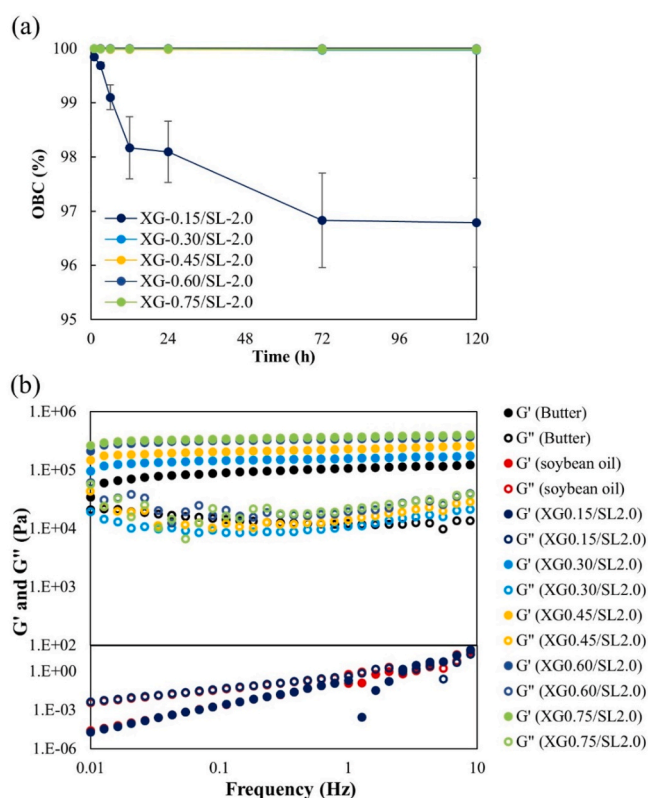 (a)
100
99
98
97
96
95
OBC (%)
XG-0.15/SL-2.0
XG-0.30/SL-2.0
XG-0.45/SL-2.0
XG-0.60/SL-2.0
XG-0.75/SL-2.0
0 24 48 72 96 120
Time (h)
(b)
1.E+06
1.E+05
1.E+04
1.E+03
1.E+02
1.E+00
1.E-03
1.E-06
G' and G" (Pa)
0.01 0.1 1 10
Frequency (Hz)
G' (Butter)
G" (Butter)
G' (soybean oil)
G" (soybean oil)
G' (XG0.15/SL2.0)
G" (XG0.15/SL2.0)
G' (XG0.30/SL2.0)
G" (XG0.30/SL2.0)
G' (XG0.45/SL2.0)
G" (XG0.45/SL2.0)
G' (XG0.60/SL2.0)
G" (XG0.60/SL2.0)
G' (XG0.75/SL2.0)
G" (XG0.75/SL2.0)